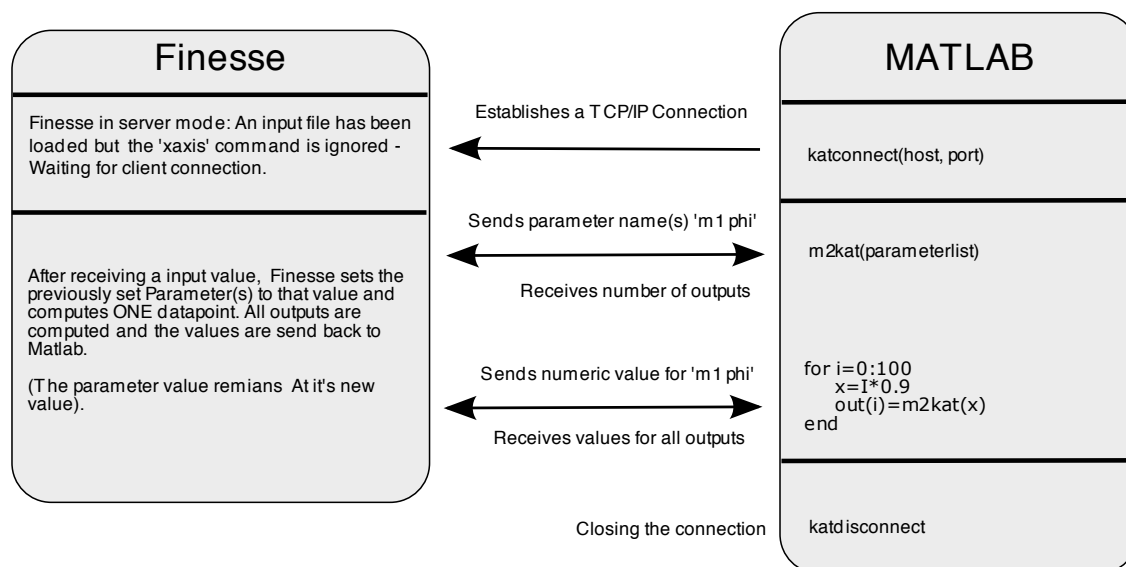 Finesse
Finesse in server mode: An input file has been
loaded but the 'xaxis' command is ignored -
Waiting for client connection.
After receiving a input value, Finesse sets the
previously set Parameter(s) to that value and
computes ONE datapoint. All outputs are
computed and the values are send back to
Matlab.
(The parameter value remians At it's new
value).
Establishes a TCP/IP Connection
Sends parameter name(s) 'm1 phi'
Receives number of outputs
Sends numeric value for 'm1 phi'
Receives values for all outputs
Closing the connection
MATLAB
katconnect(host, port)
m2kat(parameterlist)
for i=0:100
x=I*0.9
out(i)=m2kat(x)
end
katdisconnect